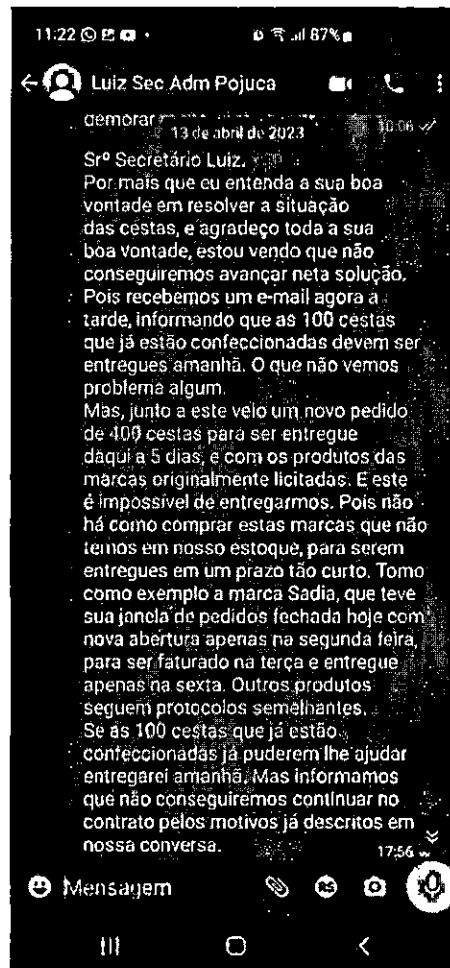 11:22
87%
Luiz Sec Adm Pojuca
demorar
10:06
13 de abril de 2023
Srº Secretário Luiz.
Por mais que eu entenda a sua boa
vontade em resolver a situação
das cestas, e agradeço toda a sua
boa vontade, estou vendo que não
conseguiremos avançar neta solução.
Pois recebemos um e-mail agora a
tarde, informando que as 100 cestas
que já estão confeccionadas devem ser
entregues amanhã. O que não vemos
problema algum.
Mas, junto a este veio um novo pedido
de 400 cestas para ser entregue
daqui a 5 dias, e com os produtos das
marcas originalmente licitadas. E este
é impossível de entregarmos. Pois não
há como comprar estas marcas que não
temos em nosso estoque, para serem
entregues em um prazo tão curto. Tomo
como exemplo a marca Sadia, que teve
sua janela de pedidos fechada hoje com
nova abertura apenas na segunda feira,
para ser faturado na terça e entregue
apenas na sexta. Outros produtos
seguem protocolos semelhantes.
Se as 100 cestas que já estão
confeccionadas já puderem lhe ajudar
entregarei amanhã. Mas informamos
que não conseguiremos continuar no
contrato pelos motivos já descritos em
nossa conversa.
17:56
Mensagem
R$